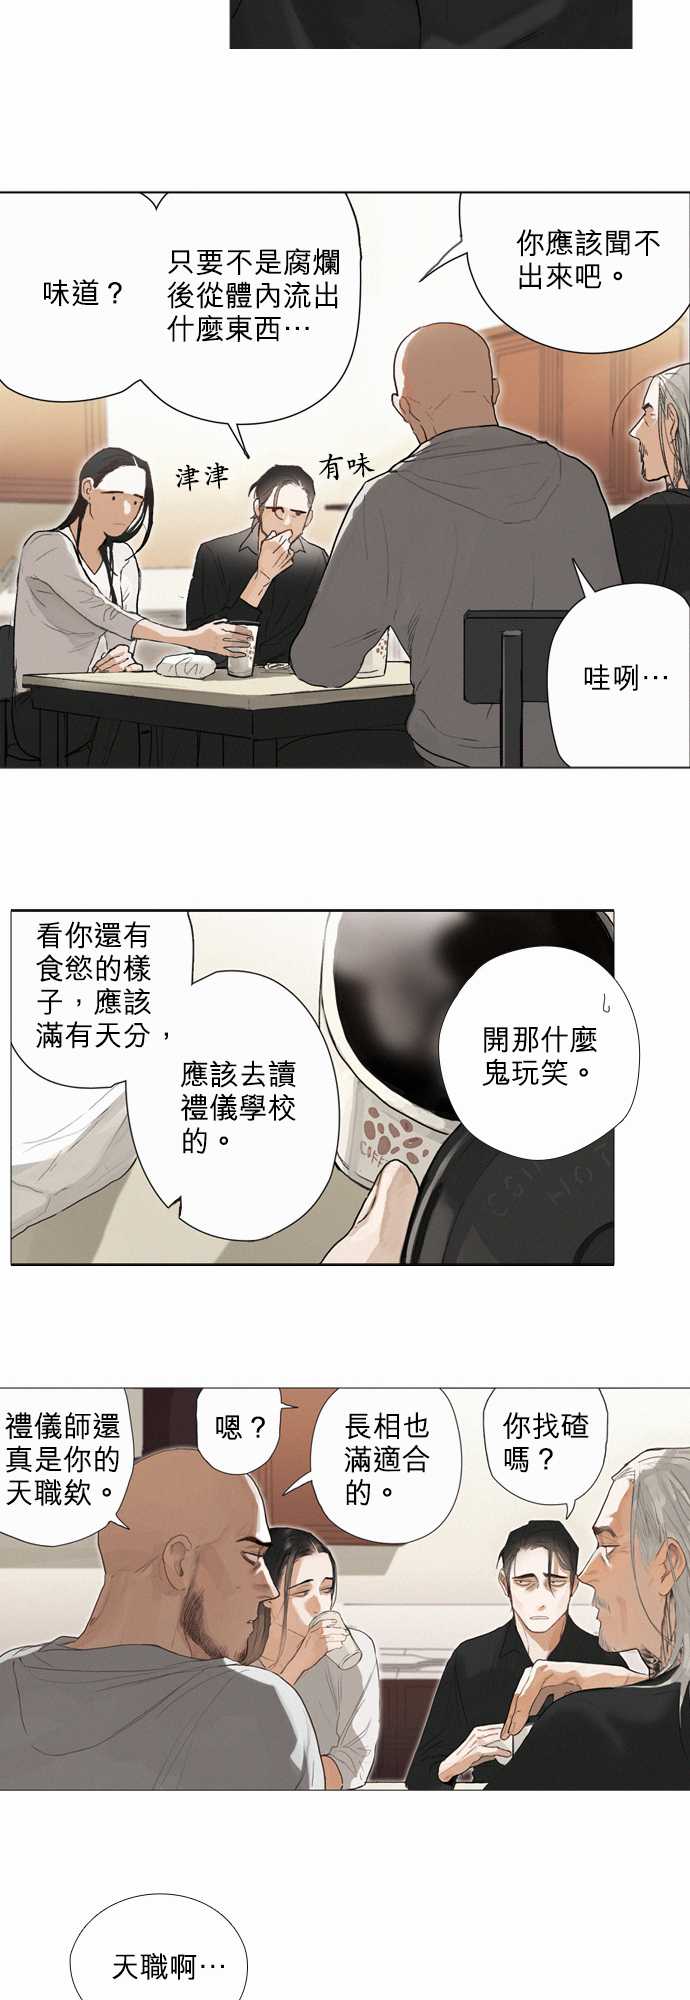 你應該聞不
出來吧。
味道？
只要不是腐爛
後從體內流出
什麼東西⋯
津津
有味
哇咧⋯
看你還有
食慾的樣
子，應該
滿有天分，
應該去讀
禮儀學校
的。
開那什麼
鬼玩笑。
COFF
HOT
禮儀師還
真是你的
天職欸。
嗯？
長相也
滿適合
的。
你找碴
嗎？
天職啊⋯